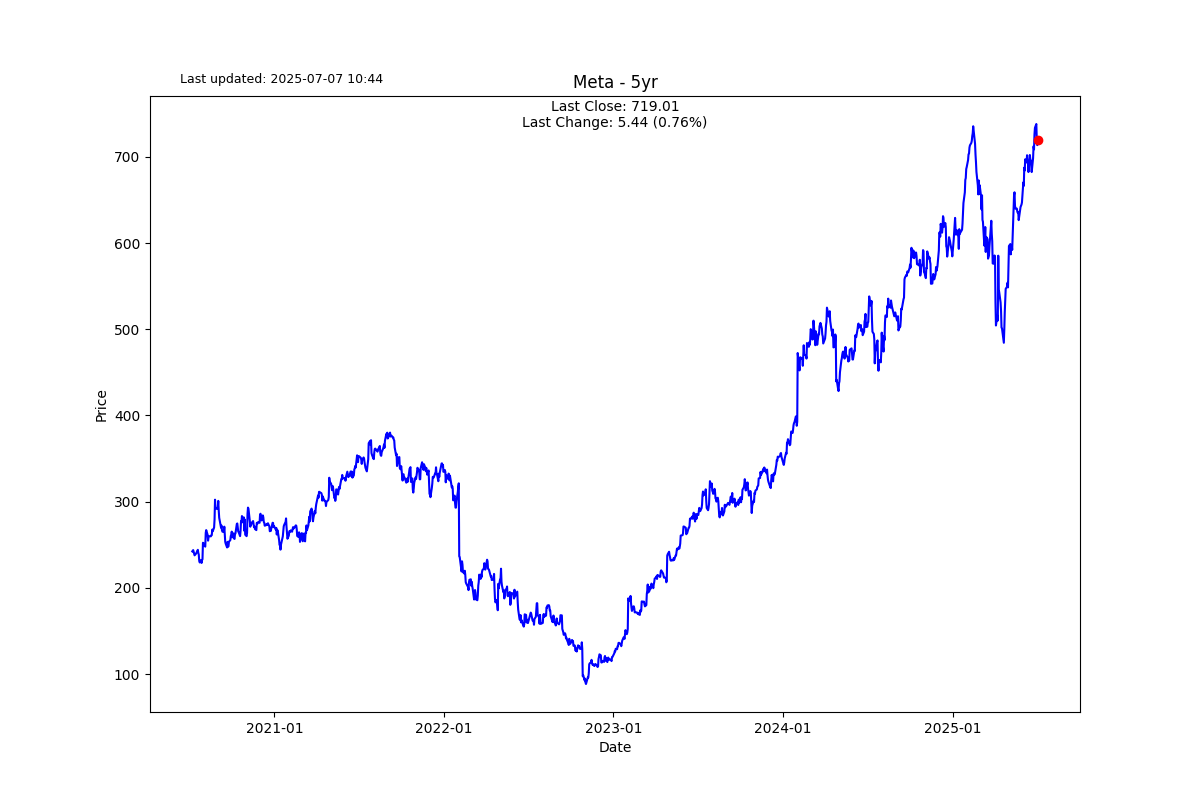 Last updated: 2025-07-07 10:44
Meta - 5yr
Last Close: 719.01
Last Change: 5.44 (0.76%)
700
600
500
400
300
200
100
Price
2021-01
2022-01
2023-01
2024-01
2025-01
Date